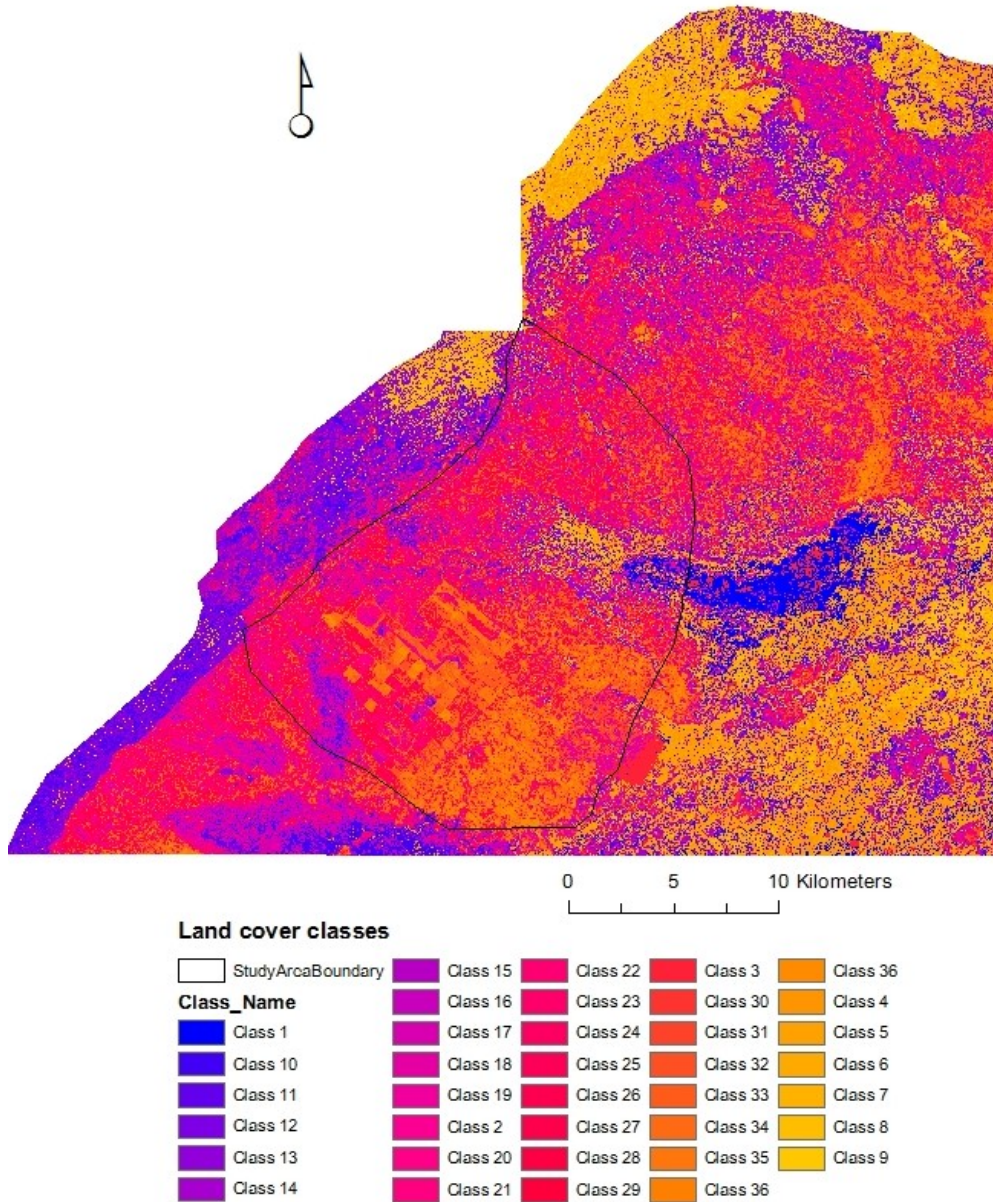 0 5 10 Kilometers
Land cover classes
StudyAreaBoundary
Class_Name
Class 1
Class 10
Class 11
Class 12
Class 13
Class 14
Class 15
Class 16
Class 17
Class 18
Class 19
Class 2
Class 20
Class 21
Class 22
Class 23
Class 24
Class 25
Class 26
Class 27
Class 28
Class 29
Class 3
Class 30
Class 31
Class 32
Class 33
Class 34
Class 35
Class 36
Class 36
Class 4
Class 5
Class 6
Class 7
Class 8
Class 9